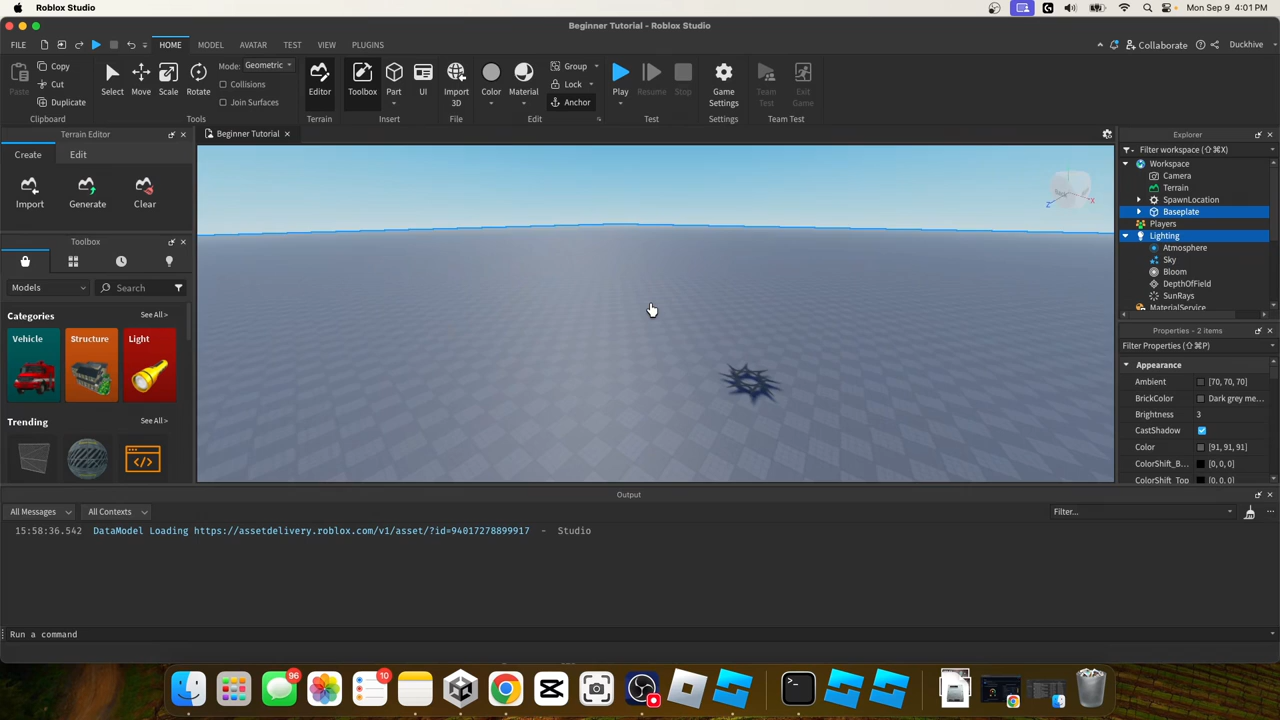 Roblox Studio
Mon Sep 9 4:01 PM
Beginner Tutorial - Roblox Studio
FILE
HOME
MODEL
AVATAR
TEST
VIEW
PLUGINS
Collaborate
Duckhive
Paste
Copy
Cut
Duplicate
Clipboard
Select
Move
Scale
Rotate
Mode: Geometric
Collisions
Join Surfaces
Tools
Editor
Terrain
Toolbox
Part
UI
Insert
Import
3D
File
Color
Material
Group
Lock
Anchor
Edit
Play
Resume
Stop
Test
Game
Settings
Settings
Team
Test
Exit
Game
Team Test
Terrain Editor
Create
Edit
Import
Generate
Clear
Toolbox
Models
Search
Categories
See All >
Vehicle
Structure
Light
Trending
See All >
Beginner Tutorial
Z
X
Explorer
Filter workspace (⇧⌘X)
Workspace
Camera
Terrain
SpawnLocation
Baseplate
Players
Lighting
Atmosphere
Sky
Bloom
DepthOfField
SunRays
MaterialService
Properties - 2 items
Filter Properties (⇧⌘P)
Appearance
Ambient [70, 70, 70]
BrickColor Dark grey me...
Brightness 3
CastShadow
Color [91, 91, 91]
ColorShift_B... [0, 0, 0]
ColorShift_Top [0, 0, 0]
Output
All Messages
All Contexts
Filter...
15:58:36.542 DataModel Loading https://assetdelivery.roblox.com/v1/asset/?id=94017278899917 - Studio
Run a command
96
10